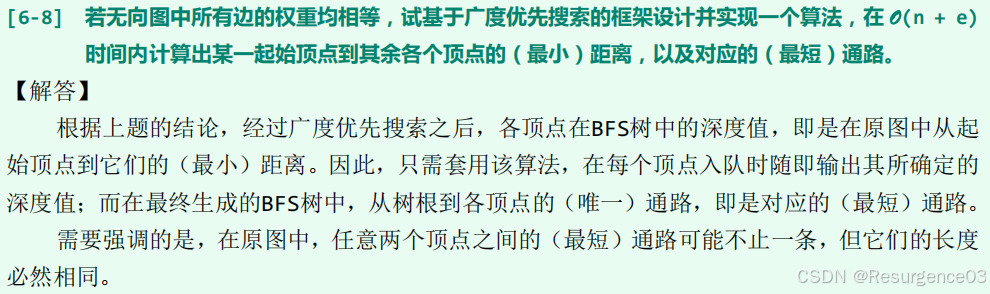 [6-8] 若无向图中所有边的权重均相等，试基于广度优先搜索的框架设计并实现一个算法，在O(n + e)
时间内计算出某一起始顶点到其余各个顶点的（最小）距离，以及对应的（最短）通路。
【解答】
根据上题的结论，经过广度优先搜索之后，各顶点在BFS树中的深度值，即是在原图中从起
始顶点到它们的（最小）距离。因此，只需套用该算法，在每个顶点入队时随即输出其所确定的
深度值；而在最终生成的BFS树中，从树根到各顶点的（唯一）通路，即是对应的（最短）通路。
需要强调的是，在原图中，任意两个顶点之间的（最短）通路可能不止一条，但它们的长度
必然相同。
CSDN @Resurgence03